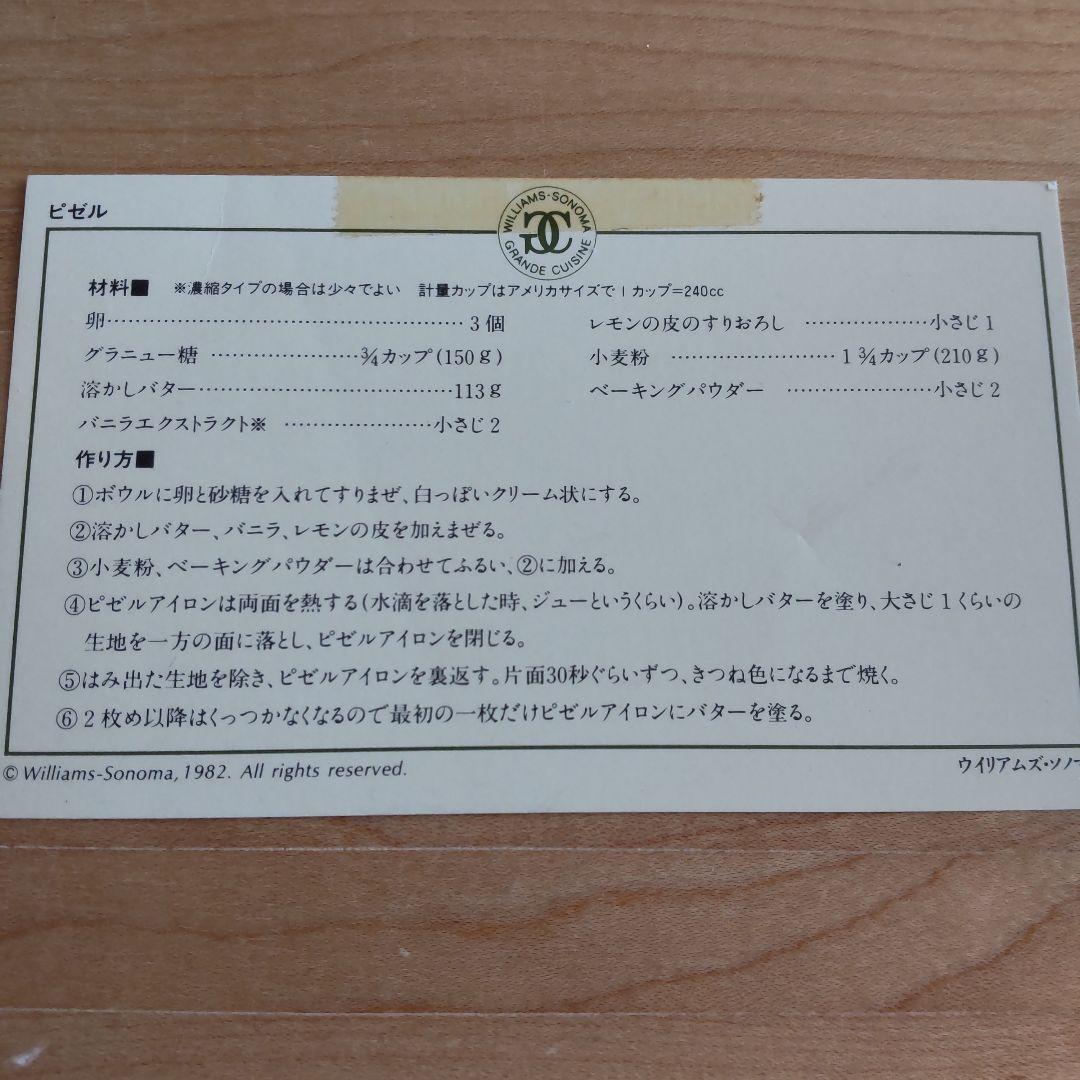 ピゼル
WILLIAMS-SONOMA
GC
GRANDE CUISINE
材料■ ※濃縮タイプの場合は少々でよい 計量カップはアメリカサイズで1カップ=240cc
卵……………………………………………3個
グラニュー糖 …………………¾カップ(150g)
溶かしバター………………………………113g
バニラエクストラクト※ …………………小さじ2
レモンの皮のすりおろし ………………小さじ1
小麦粉 ……………………1 ¾カップ(210g)
ベーキングパウダー …………………小さじ2
作り方■
①ボウルに卵と砂糖を入れてすりまぜ、白っぽいクリーム状にする。
②溶かしバター、バニラ、レモンの皮を加えまぜる。
③小麦粉、ベーキングパウダーは合わせてふるい、②に加える。
④ピゼルアイロンは両面を熱する(水滴を落とした時、ジューというくらい)。溶かしバターを塗り、大さじ1くらいの
生地を一方の面に落とし、ピゼルアイロンを閉じる。
⑤はみ出た生地を除き、ピゼルアイロンを裏返す。片面30秒ぐらいずつ、きつね色になるまで焼く。
⑥2枚め以降はくっつかなくなるので最初の一枚だけピゼルアイロンにバターを塗る。
© Williams-Sonoma, 1982. All rights reserved.
ウイリアムズ・ソノ